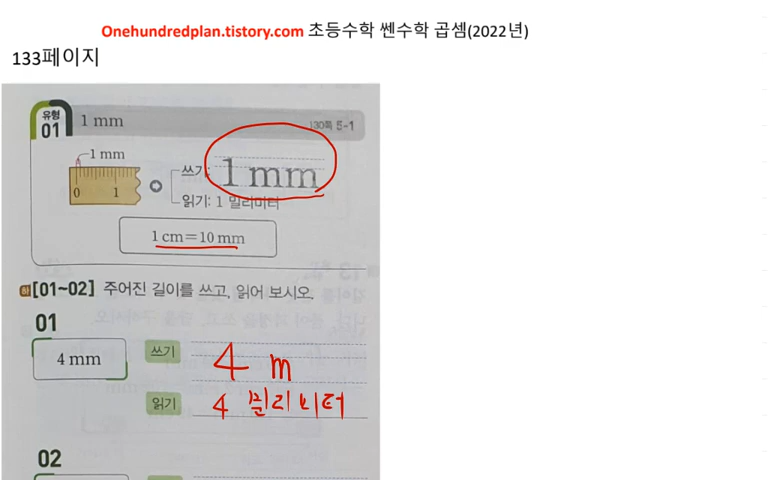 Onehundredplan.tistory.com 초등수학 쎈수학 곱셈(2022년)
133페이지
유형 01 1 mm 130쪽 5-1
1 mm
쓰기: 1 mm
0 1
읽기: 1 밀리미터
1 cm=10 mm
하 [01~02] 주어진 길이를 쓰고, 읽어 보시오.
01
4 mm 쓰기 4 m
읽기 4 밀리미터
02